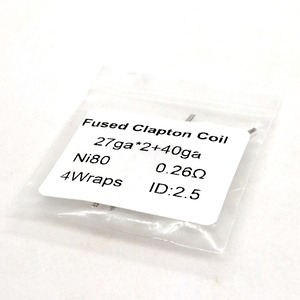 Fused Clapton Coil
27ga*2+40ga
Ni80 0.26Ω
4Wraps ID:2.5